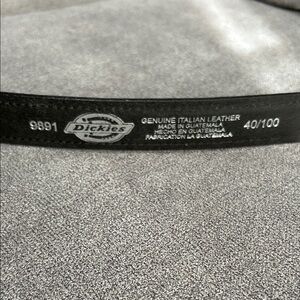 9891
Dickies
GENUINE ITALIAN LEATHER
MADE IN GUATEMALA
HECHO EN GUATEMALA
FABRICATION LA GUATEMALA
40/100